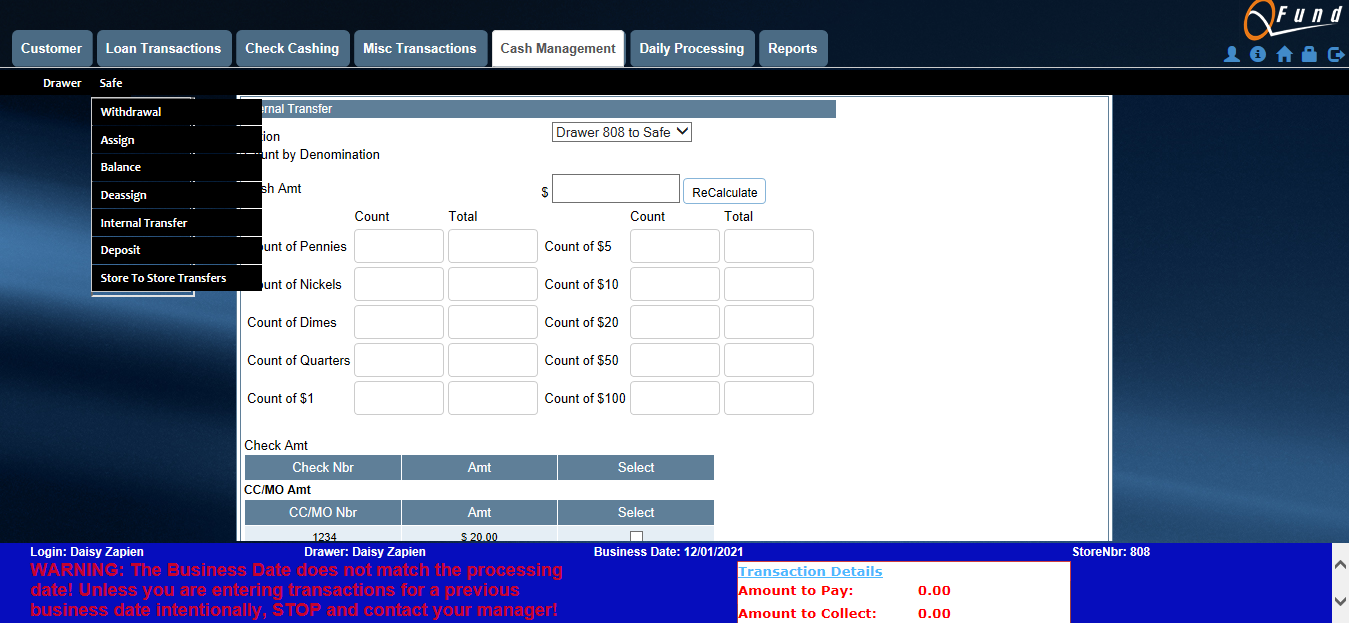 QFund
Customer Loan Transactions Check Cashing Misc Transactions Cash Management Daily Processing Reports
Drawer Safe
Withdrawal
Assign
Balance
Deassign
Internal Transfer
Deposit
Store To Store Transfers
ernal Transfer
ion Drawer 808 to Safe
unt by Denomination
sh Amt $ ReCalculate
Count Total Count Total
ount of Pennies Count of $5
ount of Nickels Count of $10
Count of Dimes Count of $20
Count of Quarters Count of $50
Count of $1 Count of $100
Check Amt
Check Nbr Amt Select
CC/MO Amt
CC/MO Nbr Amt Select
1234 $ 20.00
Login: Daisy Zapien Drawer: Daisy Zapien Business Date: 12/01/2021 StoreNbr: 808
WARNING: The Business Date does not match the processing
date! Unless you are entering transactions for a previous
business date intentionally, STOP and contact your manager!
Transaction Details
Amount to Pay: 0.00
Amount to Collect: 0.00